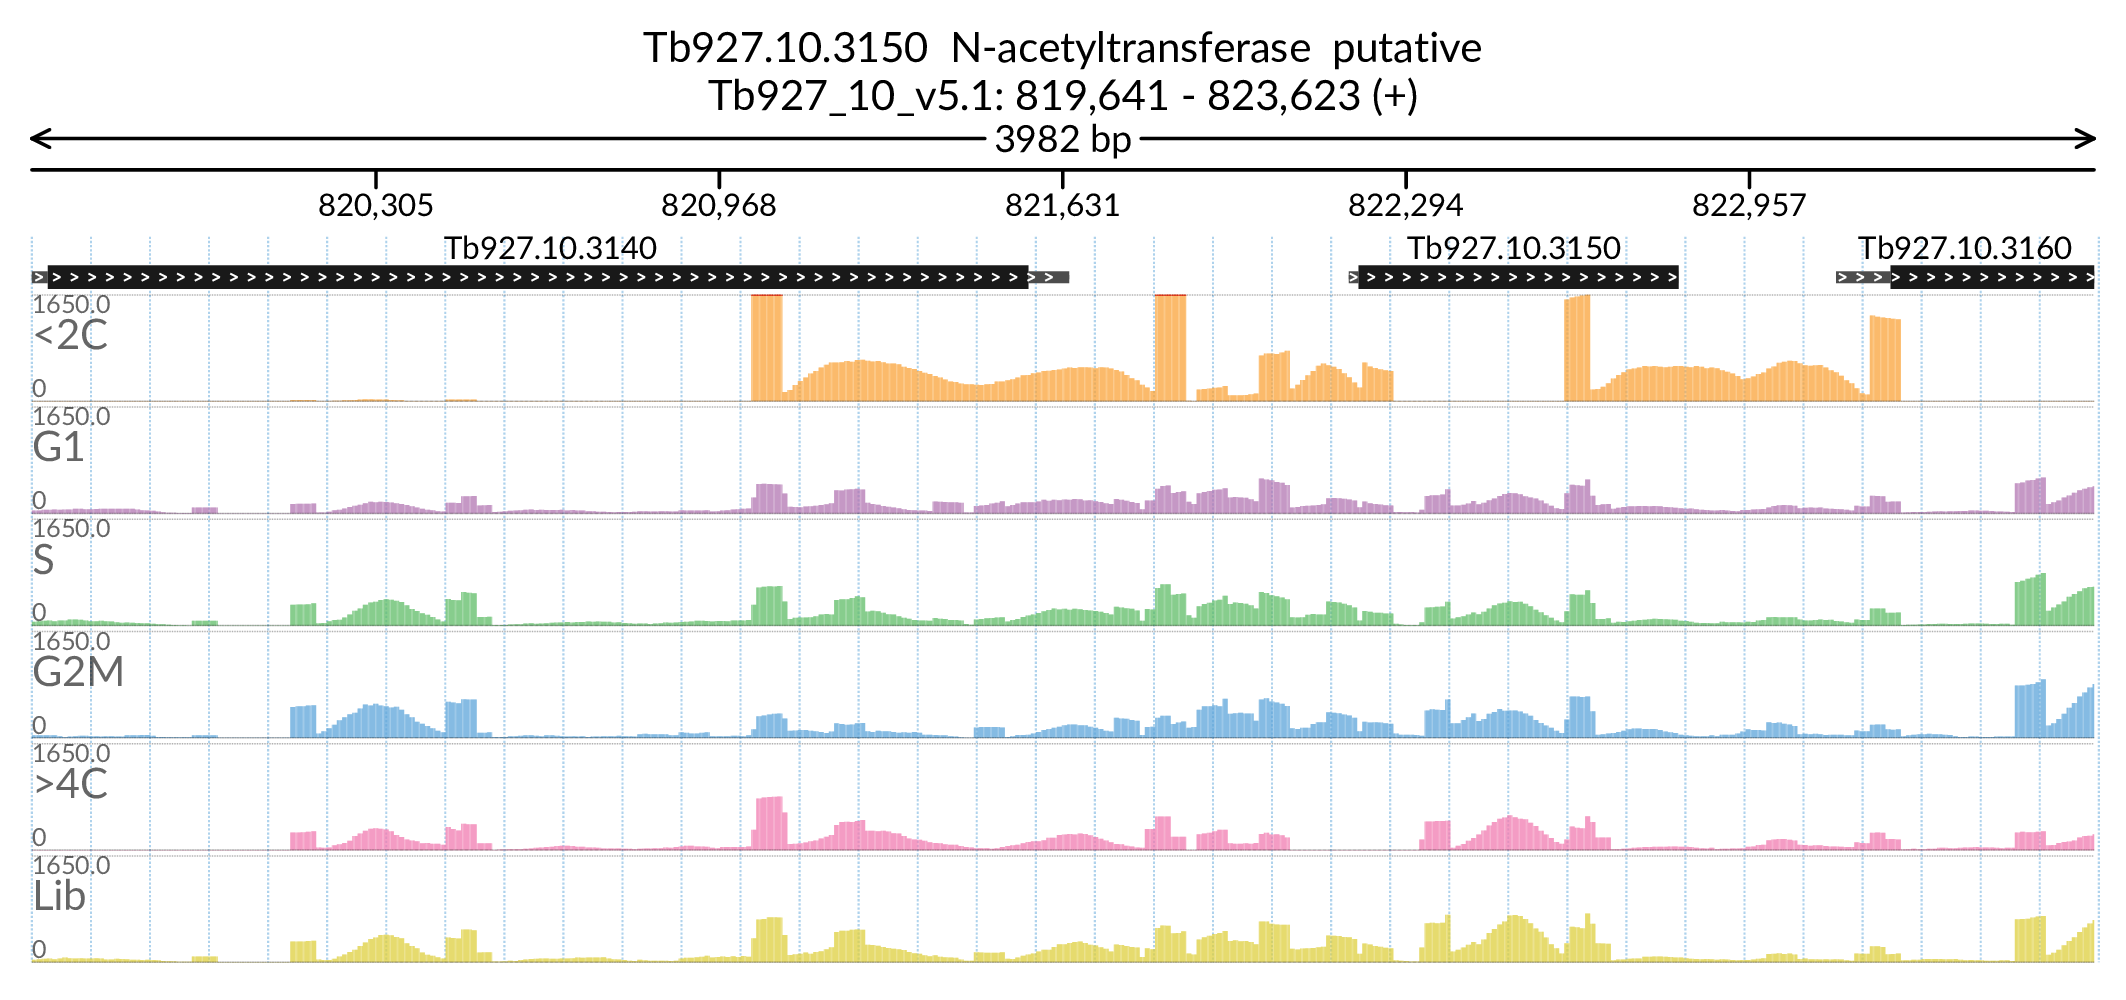 Tb927.10.3150 N-acetyltransferase putative
Tb927_10_v5.1: 819,641 - 823,623 (+)
3982 bp
820,305 820,968 821,631 822,294 822,957
Tb927.10.3140 Tb927.10.3150 Tb927.10.3160
1650.0
<2C
0
1650.0
G1
0
1650.0
S
0
1650.0
G2M
0
1650.0
>4C
0
1650.0
Lib
0